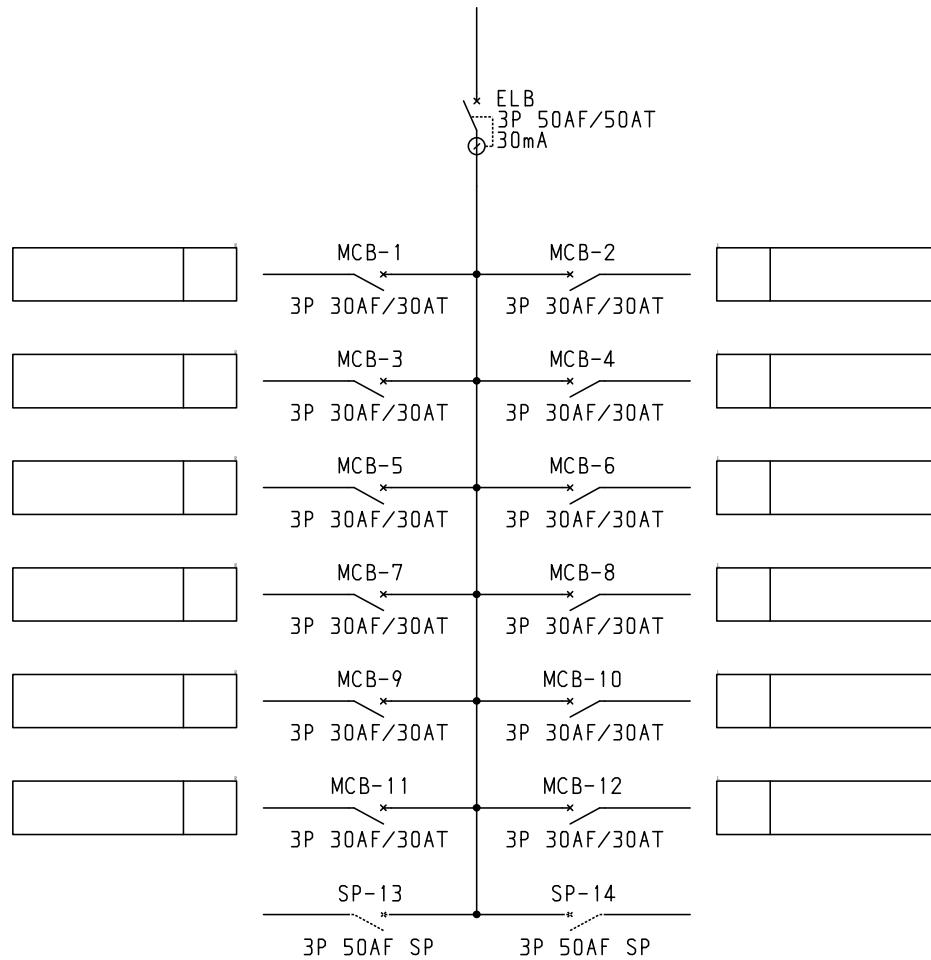 ELB
3P 50AF/50AT
30mA
MCB-1 MCB-2
3P 30AF/30AT 3P 30AF/30AT
MCB-3 MCB-4
3P 30AF/30AT 3P 30AF/30AT
MCB-5 MCB-6
3P 30AF/30AT 3P 30AF/30AT
MCB-7 MCB-8
3P 30AF/30AT 3P 30AF/30AT
MCB-9 MCB-10
3P 30AF/30AT 3P 30AF/30AT
MCB-11 MCB-12
3P 30AF/30AT 3P 30AF/30AT
SP-13 SP-14
3P 50AF SP 3P 50AF SP